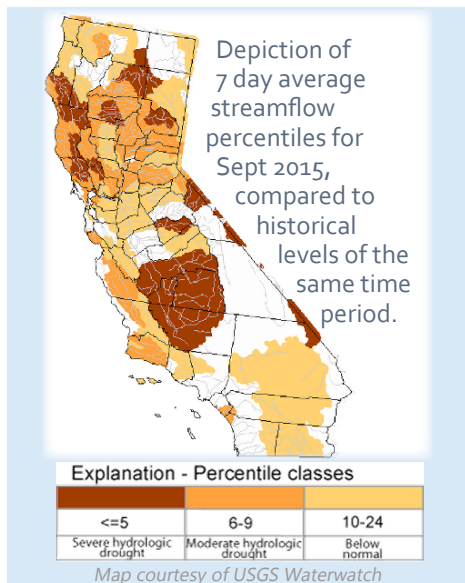 Depiction of
7 day average
streamflow
percentiles for
Sept 2015,
compared to
historical
levels of the
same time
period.
Explanation - Percentile classes
<=5 6-9 10-24
Severe hydrologic drought Moderate hydrologic drought Below normal
Map courtesy of USGS Waterwatch